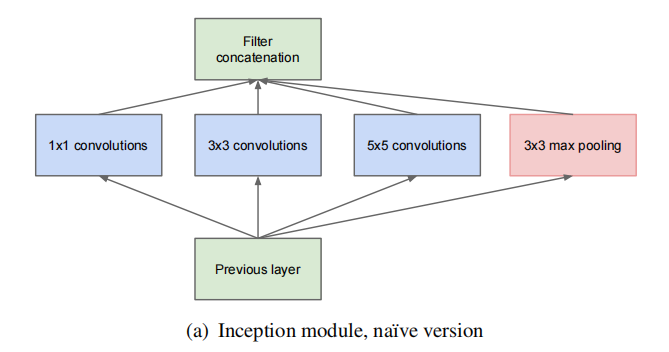 Filter
concatenation
1x1 convolutions
3x3 convolutions
5x5 convolutions
3x3 max pooling
Previous layer
(a) Inception module, naïve version